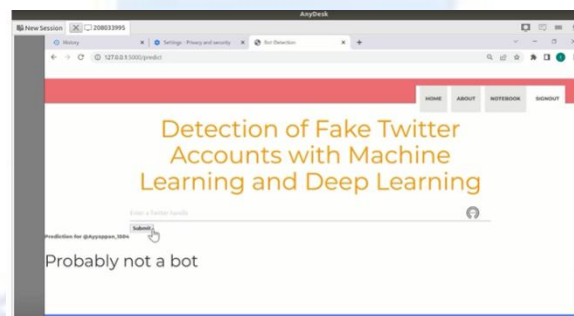 AnyDesk
New Session
208033995
History
Settings - Privacy and security
Bot Detection
127.0.0.1:5000/predict
HOME
ABOUT
NOTEBOOK
SIGNOUT
Detection of Fake Twitter
Accounts with Machine
Learning and Deep Learning
Enter a Twitter handle
Submit
Prediction for @Ayyappan_1604
Probably not a bot